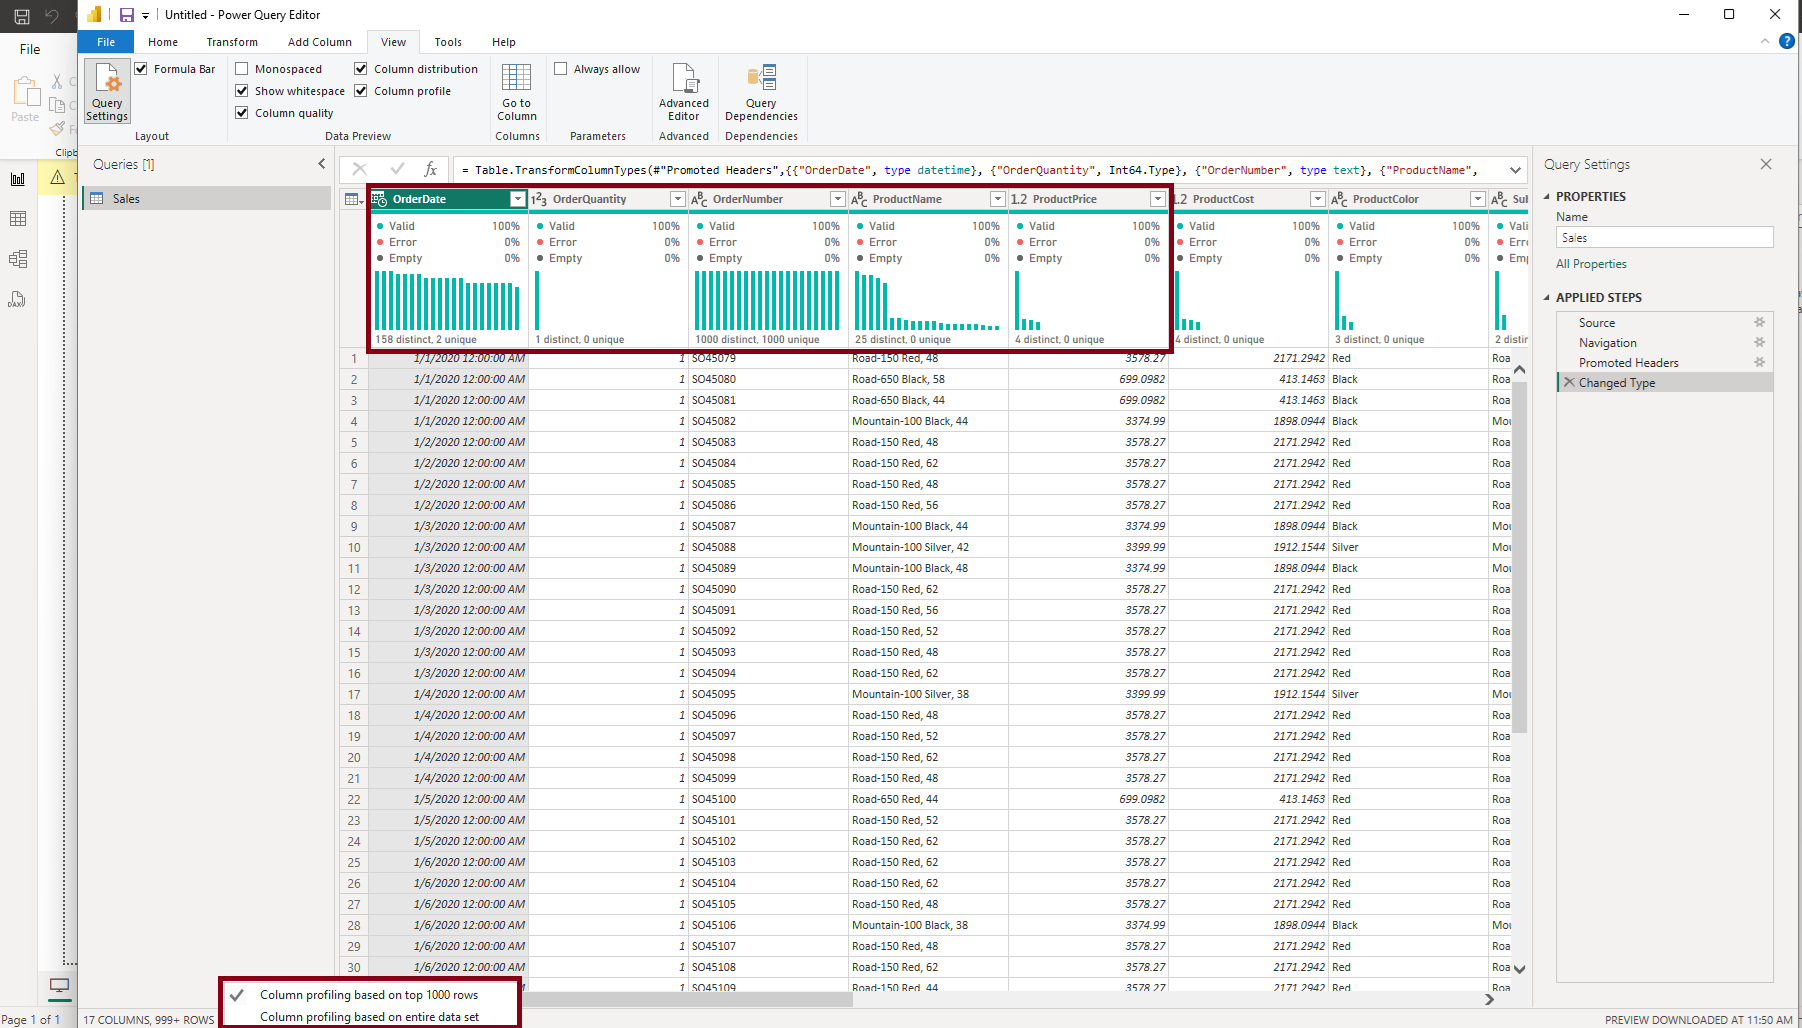 Untitled - Power Query Editor
File
File
Home
Transform
Add Column
View
Tools
Help
Paste
Query
Settings
Formula Bar
Layout
Monospaced
Column distribution
Show whitespace
Column profile
Column quality
Data Preview
Go to
Column
Columns
Always allow
Parameters
Advanced
Editor
Advanced
Query
Dependencies
Dependencies
Queries [1]
Sales
fx
= Table.TransformColumnTypes(#"Promoted Headers",{{"OrderDate", type datetime}, {"OrderQuantity", Int64.Type}, {"OrderNumber", type text}, {"ProductName",
OrderDate 1²3 OrderQuantity ABC OrderNumber ABC ProductName 1.2 ProductPrice 1.2 ProductCost ABC ProductColor ABC
Valid 100% Valid 100% Valid 100% Valid 100% Valid 100% Valid 100% Valid 100%
Error 0% Error 0% Error 0% Error 0% Error 0% Error 0% Error 0%
Empty 0% Empty 0% Empty 0% Empty 0% Empty 0% Empty 0% Empty 0%
158 distinct, 2 unique 1 distinct, 0 unique 1000 distinct, 1000 unique 25 distinct, 0 unique 4 distinct, 0 unique 4 distinct, 0 unique 3 distinct, 0 unique
1 1/1/2020 12:00:00 AM 1 SO45079 3578.27 2171.2942 Red Roa
2 1/1/2020 12:00:00 AM 1 SO45080 Road-650 Black, 58 699.0982 413.1463 Black Roa
3 1/1/2020 12:00:00 AM 1 SO45081 Road-650 Black, 44 699.0982 413.1463 Black Roa
4 1/1/2020 12:00:00 AM 1 SO45082 Mountain-100 Black, 44 3374.99 1898.0944 Black Mou
5 1/2/2020 12:00:00 AM 1 SO45083 Road-150 Red, 48 3578.27 2171.2942 Red Roa
6 1/2/2020 12:00:00 AM 1 SO45084 Road-150 Red, 62 3578.27 2171.2942 Red Roa
7 1/2/2020 12:00:00 AM 1 SO45085 Road-150 Red, 48 3578.27 2171.2942 Red Roa
8 1/2/2020 12:00:00 AM 1 SO45086 Road-150 Red, 56 3578.27 2171.2942 Red Roa
9 1/3/2020 12:00:00 AM 1 SO45087 Mountain-100 Black, 44 3374.99 1898.0944 Black Mou
10 1/3/2020 12:00:00 AM 1 SO45088 Mountain-100 Silver, 42 3399.99 1912.1544 Silver Mou
11 1/3/2020 12:00:00 AM 1 SO45089 Mountain-100 Black, 48 3374.99 1898.0944 Black Mou
12 1/3/2020 12:00:00 AM 1 SO45090 Road-150 Red, 62 3578.27 2171.2942 Red Roa
13 1/3/2020 12:00:00 AM 1 SO45091 Road-150 Red, 56 3578.27 2171.2942 Red Roa
14 1/3/2020 12:00:00 AM 1 SO45092 Road-150 Red, 52 3578.27 2171.2942 Red Roa
15 1/3/2020 12:00:00 AM 1 SO45093 Road-150 Red, 48 3578.27 2171.2942 Red Roa
16 1/3/2020 12:00:00 AM 1 SO45094 Road-150 Red, 62 3578.27 2171.2942 Red Roa
17 1/4/2020 12:00:00 AM 1 SO45095 Mountain-100 Silver, 38 3399.99 1912.1544 Silver Mou
18 1/4/2020 12:00:00 AM 1 SO45096 Road-150 Red, 48 3578.27 2171.2942 Red Roa
19 1/4/2020 12:00:00 AM 1 SO45097 Road-150 Red, 52 3578.27 2171.2942 Red Roa
20 1/4/2020 12:00:00 AM 1 SO45098 Road-150 Red, 62 3578.27 2171.2942 Red Roa
21 1/4/2020 12:00:00 AM 1 SO45099 Road-150 Red, 48 3578.27 2171.2942 Red Roa
22 1/5/2020 12:00:00 AM 1 SO45100 Road-650 Red, 44 699.0982 413.1463 Red Roa
23 1/5/2020 12:00:00 AM 1 SO45101 Road-150 Red, 52 3578.27 2171.2942 Red Roa
24 1/5/2020 12:00:00 AM 1 SO45102 Road-150 Red, 62 3578.27 2171.2942 Red Roa
25 1/6/2020 12:00:00 AM 1 SO45103 Road-150 Red, 62 3578.27 2171.2942 Red Roa
26 1/6/2020 12:00:00 AM 1 SO45104 Road-150 Red, 62 3578.27 2171.2942 Red Roa
27 1/6/2020 12:00:00 AM 1 SO45105 Road-150 Red, 48 3578.27 2171.2942 Red Roa
28 1/6/2020 12:00:00 AM 1 SO45106 Mountain-100 Black, 38 3374.99 1898.0944 Black Mou
29 1/6/2020 12:00:00 AM 1 SO45107 Road-150 Red, 48 3578.27 2171.2942 Red Roa
30 1/6/2020 12:00:00 AM 1 SO45108 Road-150 Red, 62 3578.27 2171.2942 Red Roa
1 SO45109 Road-150 Red, 44 3578.27 2171.2942 Red Roa
Query Settings
PROPERTIES
Name
Sales
All Properties
APPLIED STEPS
Source
Navigation
Promoted Headers
Changed Type
Column profiling based on top 1000 rows
Column profiling based on entire data set
Page 1 of 1
17 COLUMNS, 999+ ROWS
PREVIEW DOWNLOADED AT 11:50 AM